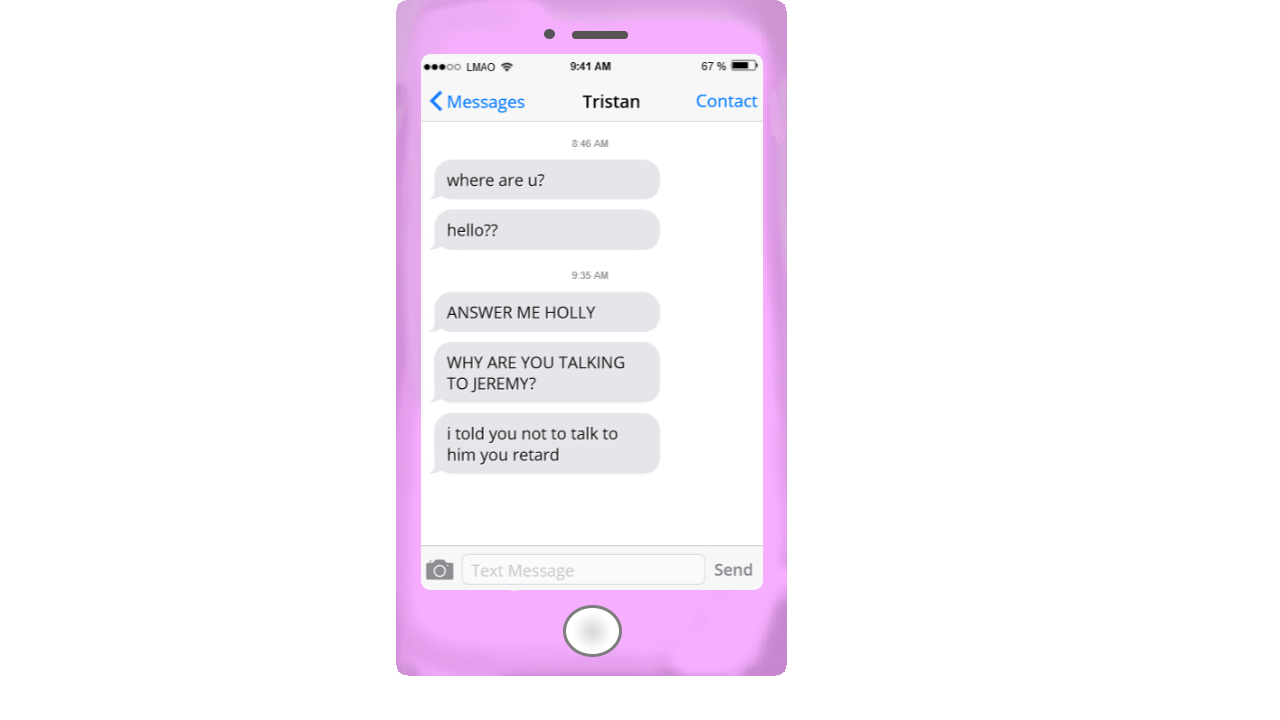 LMAO 9:41 AM 67 %
Messages Tristan Contact
8:46 AM
where are u?
hello??
9:35 AM
ANSWER ME HOLLY
WHY ARE YOU TALKING
TO JEREMY?
i told you not to talk to
him you retard
Text Message Send